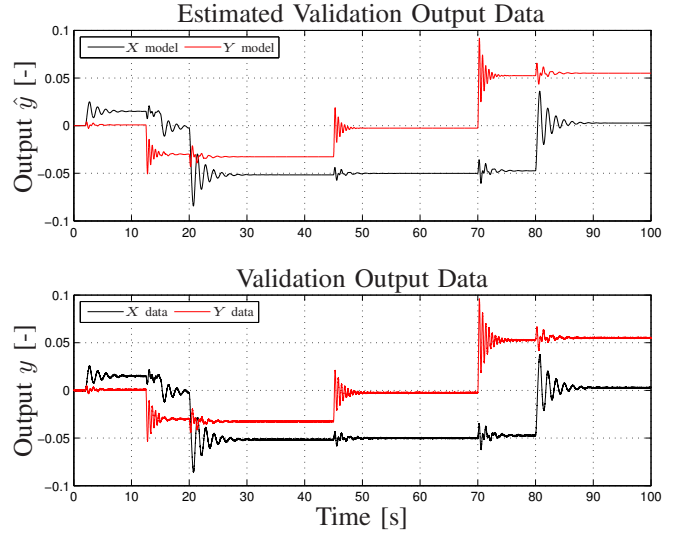 Estimated Validation Output Data
0.1
X model Y model
0.05
0
−0.05
−0.1
Output ŷ [-]
0 10 20 30 40 50 60 70 80 90 100
Validation Output Data
0.1
X data Y data
0.05
0
−0.05
−0.1
Output y [-]
0 10 20 30 40 50 60 70 80 90 100
Time [s]